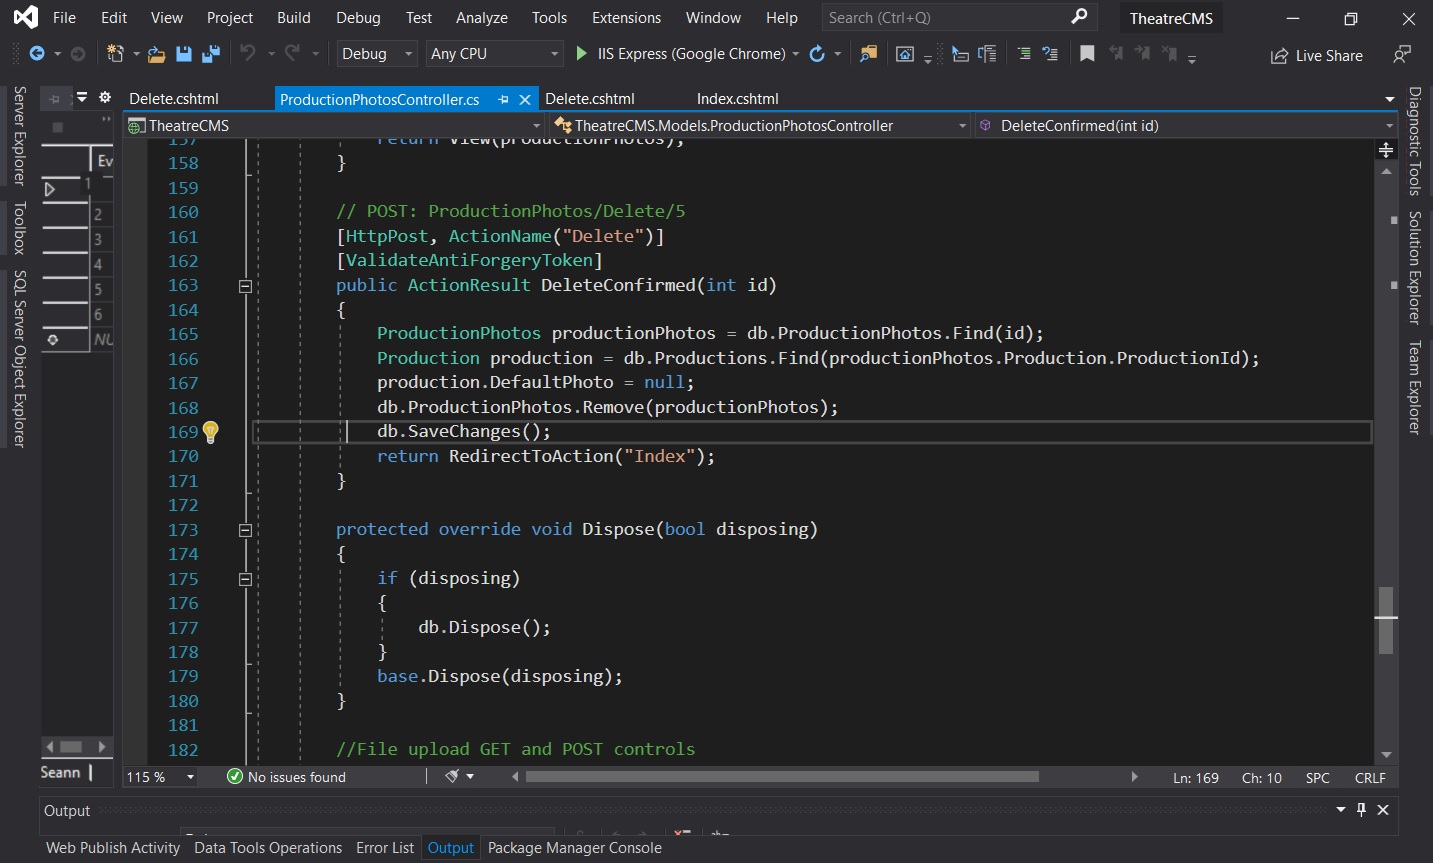 File Edit View Project Build Debug Test Analyze Tools Extensions Window Help Search (Ctrl+Q) TheatreCMS
Debug Any CPU IIS Express (Google Chrome) Live Share
Delete.cshtml ProductionPhotosController.cs Delete.cshtml Index.cshtml
TheatreCMS TheatreCMS.Models.ProductionPhotosController DeleteConfirmed(int id)
Server Explorer
Toolbox
SQL Server Object Explorer
Ev
1
2
3
4
5
6
NU
Seann
157 return View(productionPhotos);
158 }
159
160 // POST: ProductionPhotos/Delete/5
161 [HttpPost, ActionName("Delete")]
162 [ValidateAntiForgeryToken]
163 public ActionResult DeleteConfirmed(int id)
164 {
165 ProductionPhotos productionPhotos = db.ProductionPhotos.Find(id);
166 Production production = db.Productions.Find(productionPhotos.Production.ProductionId);
167 production.DefaultPhoto = null;
168 db.ProductionPhotos.Remove(productionPhotos);
169 db.SaveChanges();
170 return RedirectToAction("Index");
171 }
172
173 protected override void Dispose(bool disposing)
174 {
175 if (disposing)
176 {
177 db.Dispose();
178 }
179 base.Dispose(disposing);
180 }
181
182 //File upload GET and POST controls
Diagnostic Tools
Solution Explorer
Team Explorer
115 % No issues found Ln: 169 Ch: 10 SPC CRLF
Output
Web Publish Activity Data Tools Operations Error List Output Package Manager Console